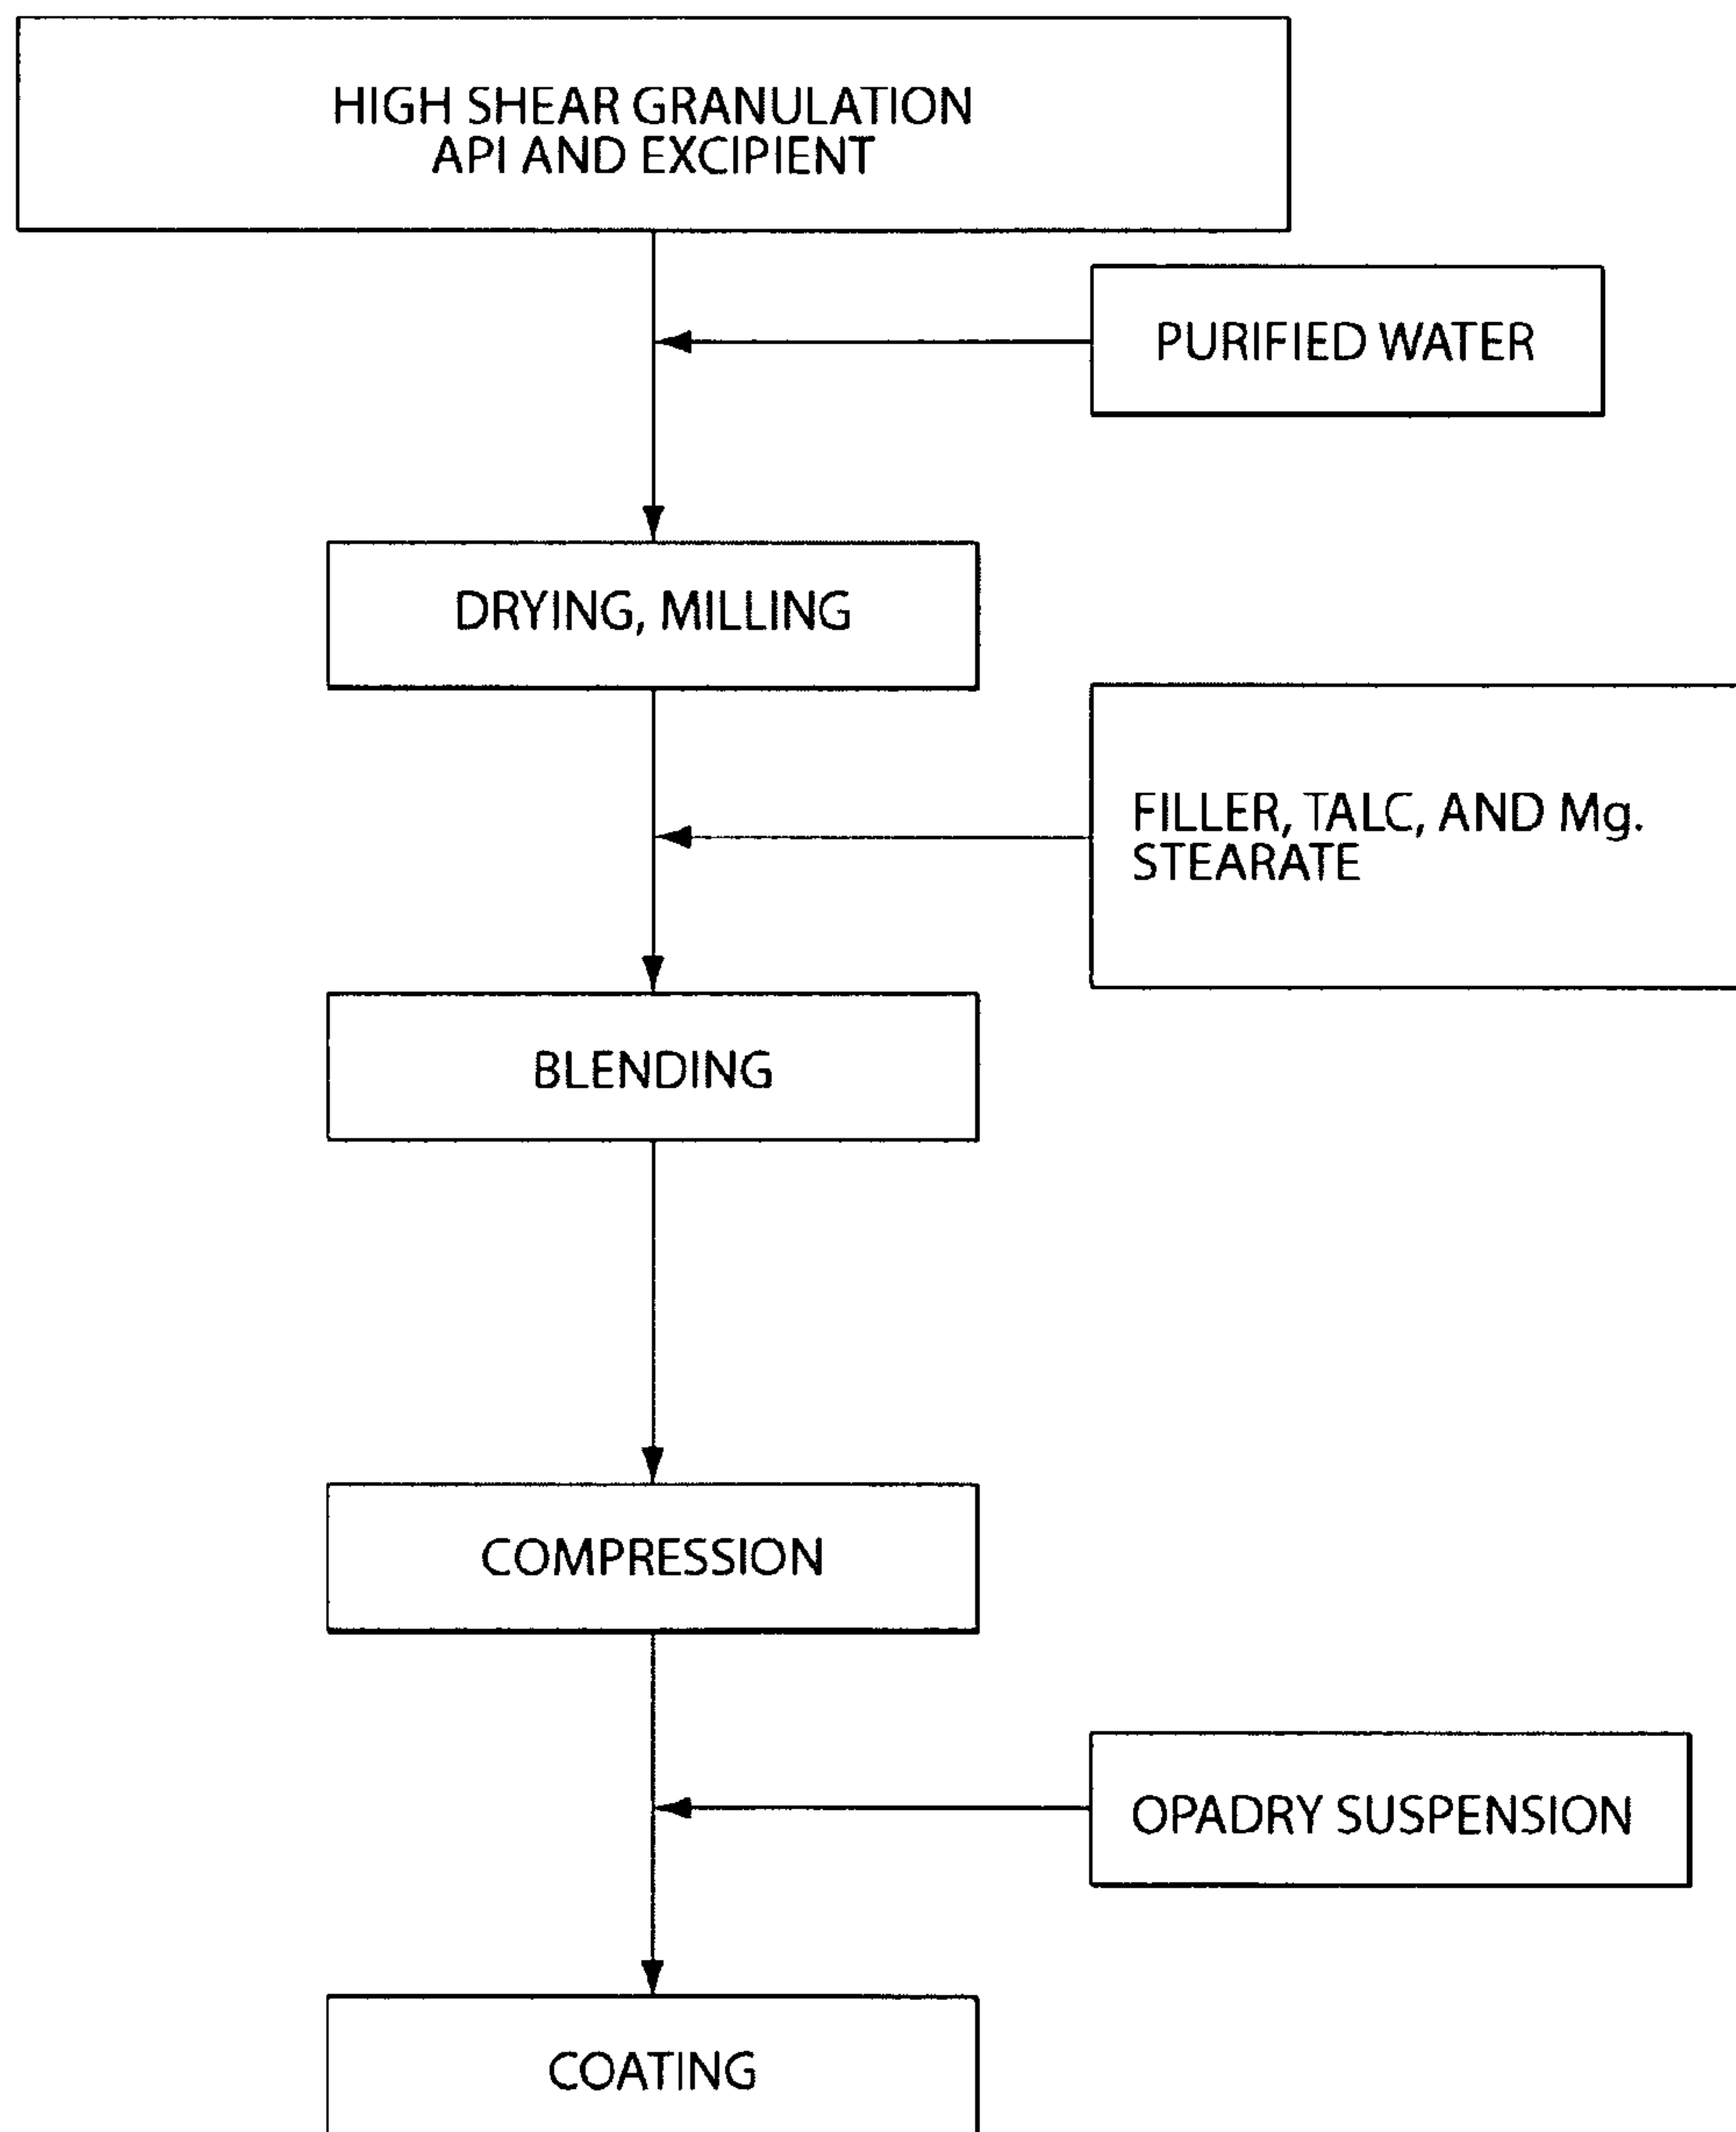 HIGH SHEAR GRANULATION
API AND EXCIPIENT
PURIFIED WATER
DRYING, MILLING
FILLER, TALC, AND Mg.
STEARATE
BLENDING
COMPRESSION
OPADRY SUSPENSION
COATING